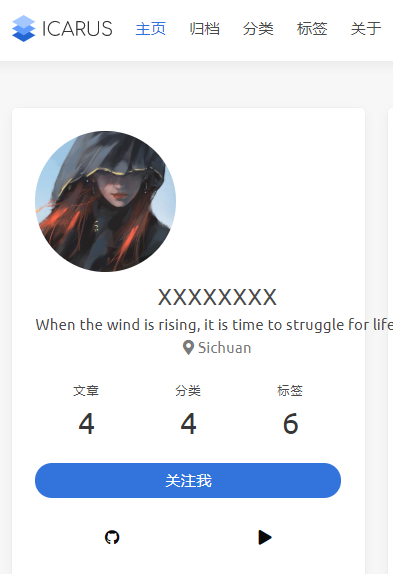 ICARUS 主页 归档 分类 标签 关于
XXXXXXXX
When the wind is rising, it is time to struggle for life
Sichuan
文章 分类 标签
4 4 6
关注我